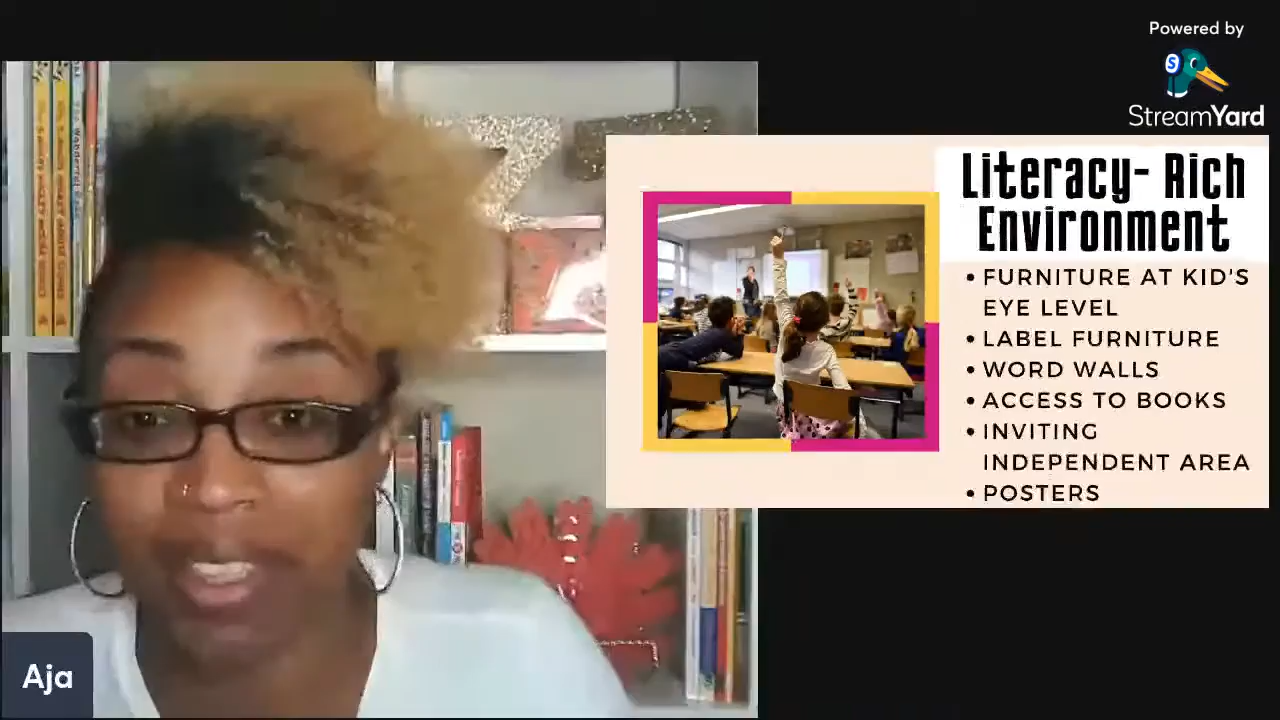 Powered by
S
StreamYard
Literacy- Rich
Environment
• FURNITURE AT KID'S
EYE LEVEL
• LABEL FURNITURE
• WORD WALLS
• ACCESS TO BOOKS
• INVITING
INDEPENDENT AREA
• POSTERS
Aja